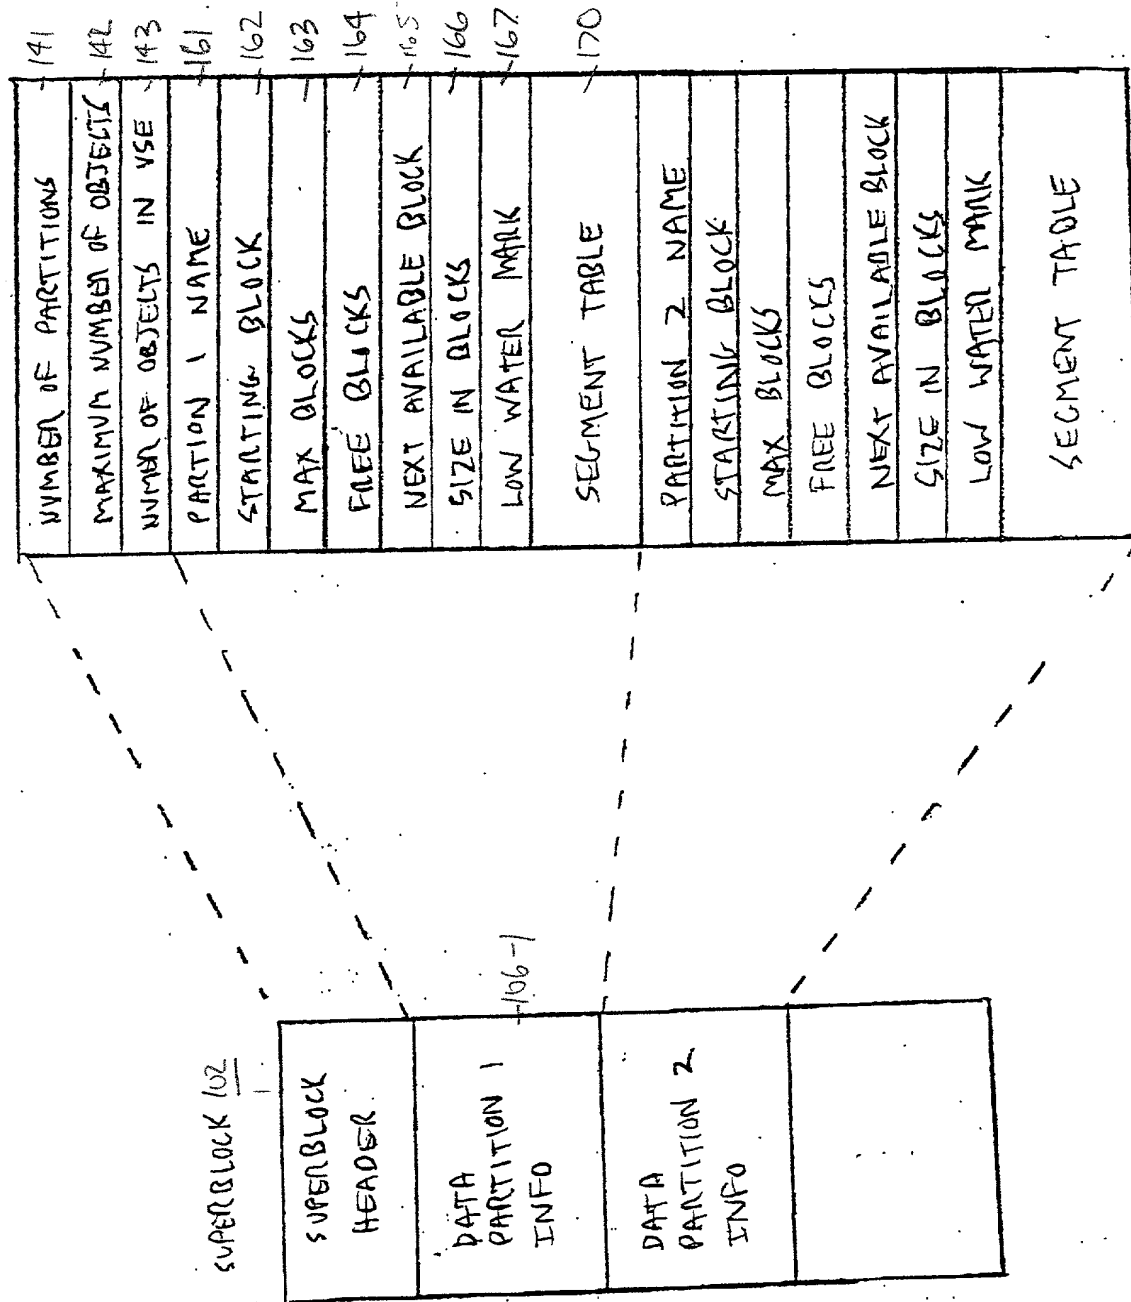 SUPERBLOCK 102
SUPERBLOCK
HEADER.
DATA
PARTITION 1
INFO
106-1
DATA
PARTITION 2
INFO
NUMBER OF PARTITIONS 141
MAXIMUM NUMBER OF OBJECTS 142
NUMBER OF OBJECTS IN VSE 143
PARTION 1 NAME 161
STARTING BLOCK 162
MAX BLOCKS 163
FREE BLOCKS 164
NEXT AVAILABLE BLOCK 165
SIZE IN BLOCKS 166
LOW WATER MARK 167
SEGMENT TABLE 170
PARTITION 2 NAME
STARTING BLOCK
MAX BLOCKS
FREE BLOCKS
NEXT AVAILABLE BLOCK
SIZE IN BLOCKS
LOW WATER MARK
SEGMENT TABLE